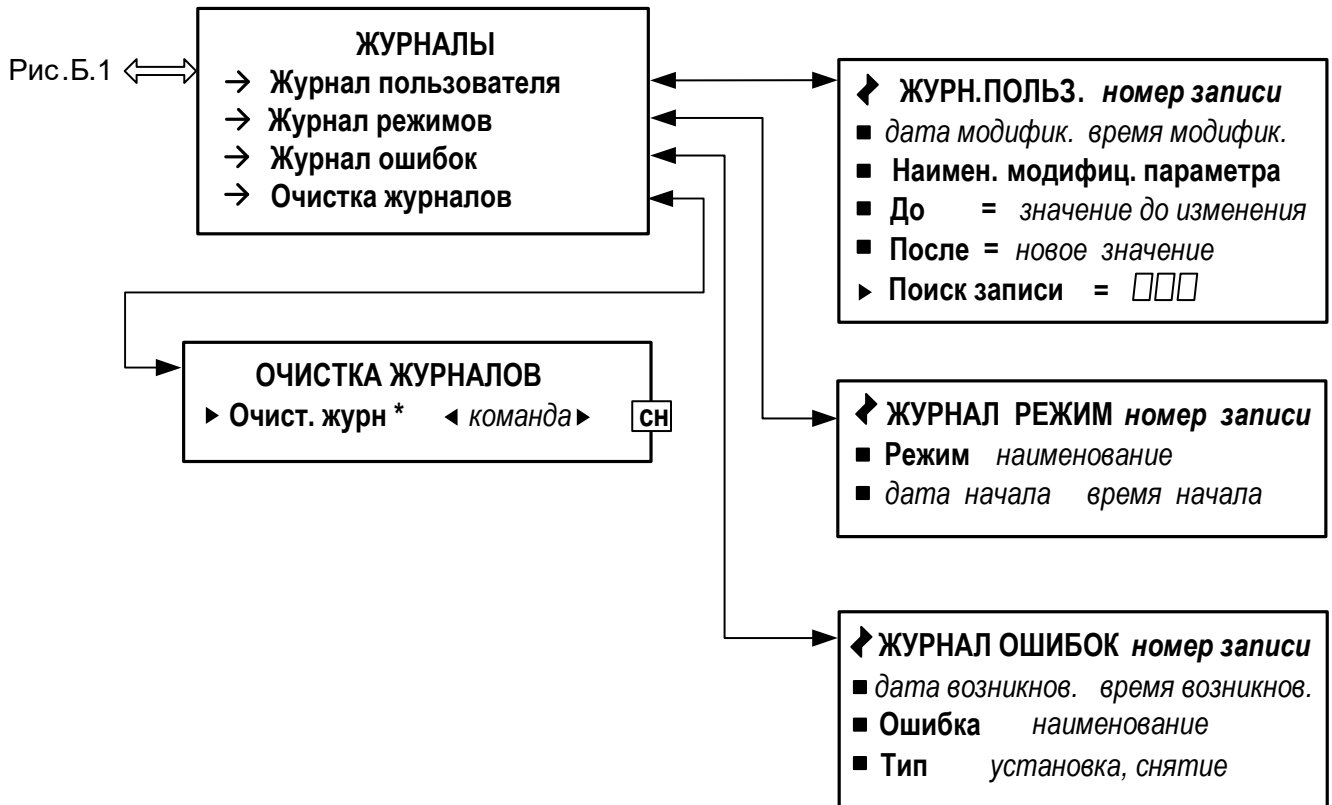 Рис.Б.1
ЖУРНАЛЫ
→ Журнал пользователя
→ Журнал режимов
→ Журнал ошибок
→ Очистка журналов
ОЧИСТКА ЖУРНАЛОВ
▶ Очист. журн * ◀ команда ▶ сн
ЖУРН.ПОЛЬЗ. номер записи
■ дата модифик. время модифик.
■ Наимен. модифиц. параметра
■ До = значение до изменения
■ После = новое значение
▶ Поиск записи = □□□
ЖУРНАЛ РЕЖИМ номер записи
■ Режим наименование
■ дата начала время начала
ЖУРНАЛ ОШИБОК номер записи
■ дата возникнов. время возникнов.
■ Ошибка наименование
■ Тип установка, снятие